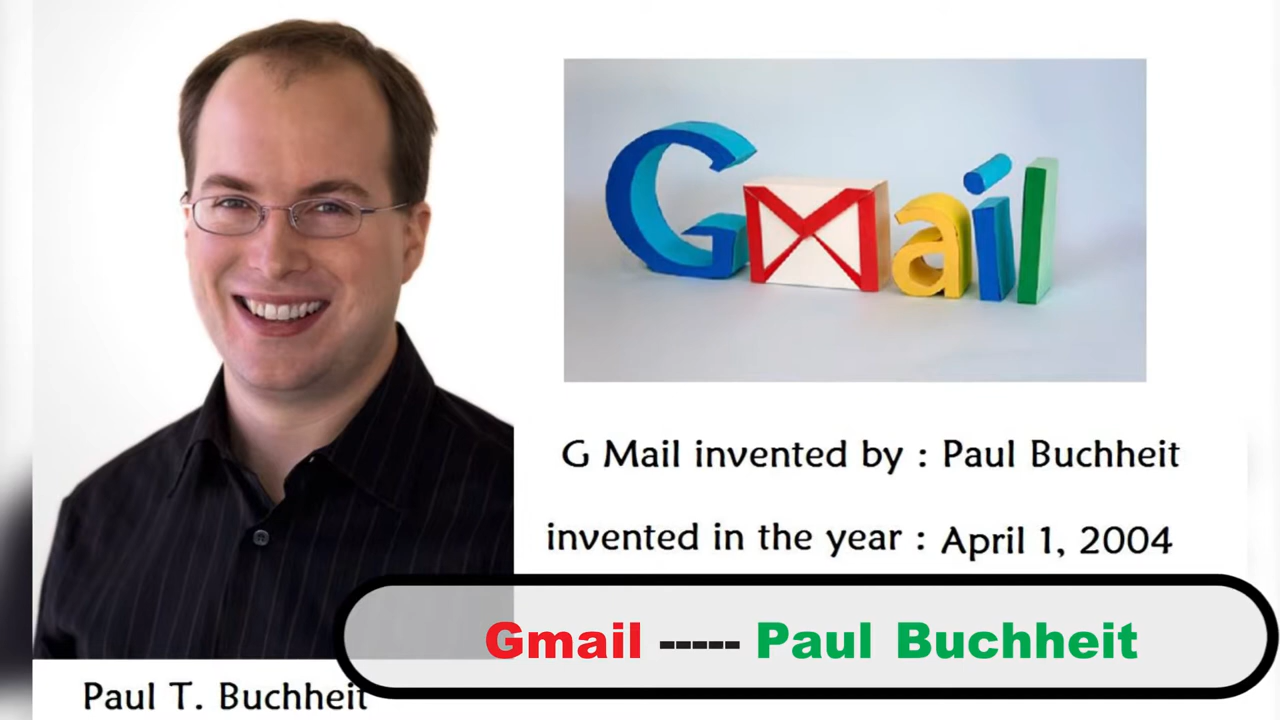 Gmail
G Mail invented by : Paul Buchheit
invented in the year : April 1, 2004
Gmail ----- Paul Buchheit
Paul T. Buchheit